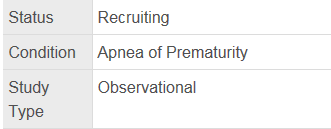 Status Recruiting
Condition Apnea of Prematurity
Study Observational
Type